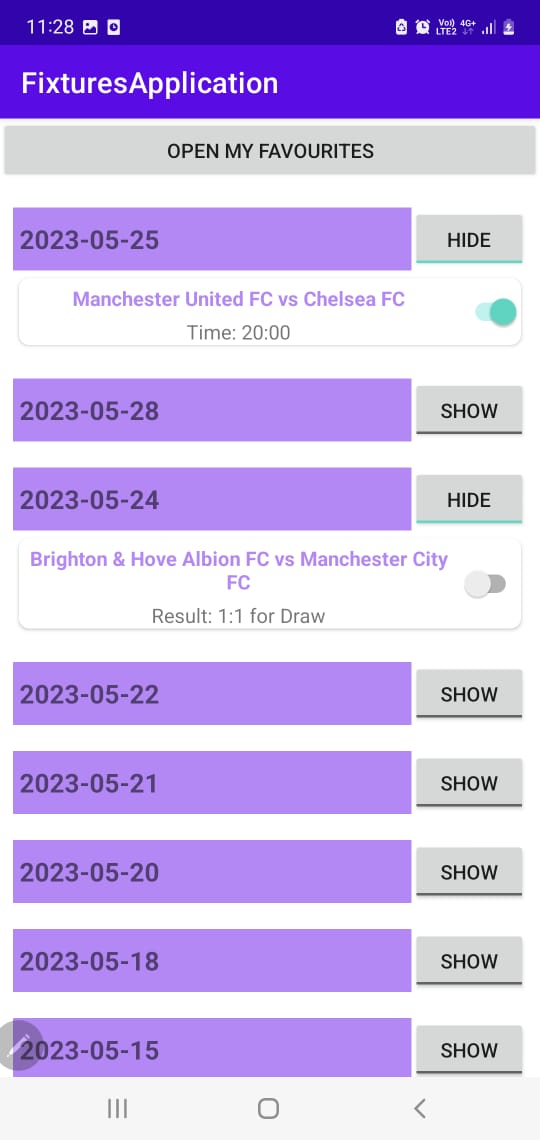 11:28
Vo)) 4G+
LTE2
FixturesApplication
OPEN MY FAVOURITES
2023-05-25 HIDE
Manchester United FC vs Chelsea FC
Time: 20:00
2023-05-28 SHOW
2023-05-24 HIDE
Brighton & Hove Albion FC vs Manchester City
FC
Result: 1:1 for Draw
2023-05-22 SHOW
2023-05-21 SHOW
2023-05-20 SHOW
2023-05-18 SHOW
2023-05-15 SHOW